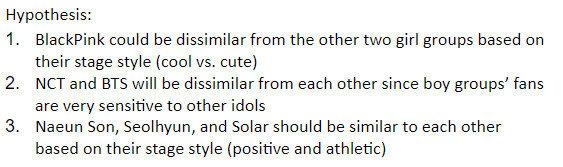 Hypothesis:
1. BlackPink could be dissimilar from the other two girl groups based on
their stage style (cool vs. cute)
2. NCT and BTS will be dissimilar from each other since boy groups' fans
are very sensitive to other idols
3. Naeun Son, Seolhyun, and Solar should be similar to each other
based on their stage style (positive and athletic)